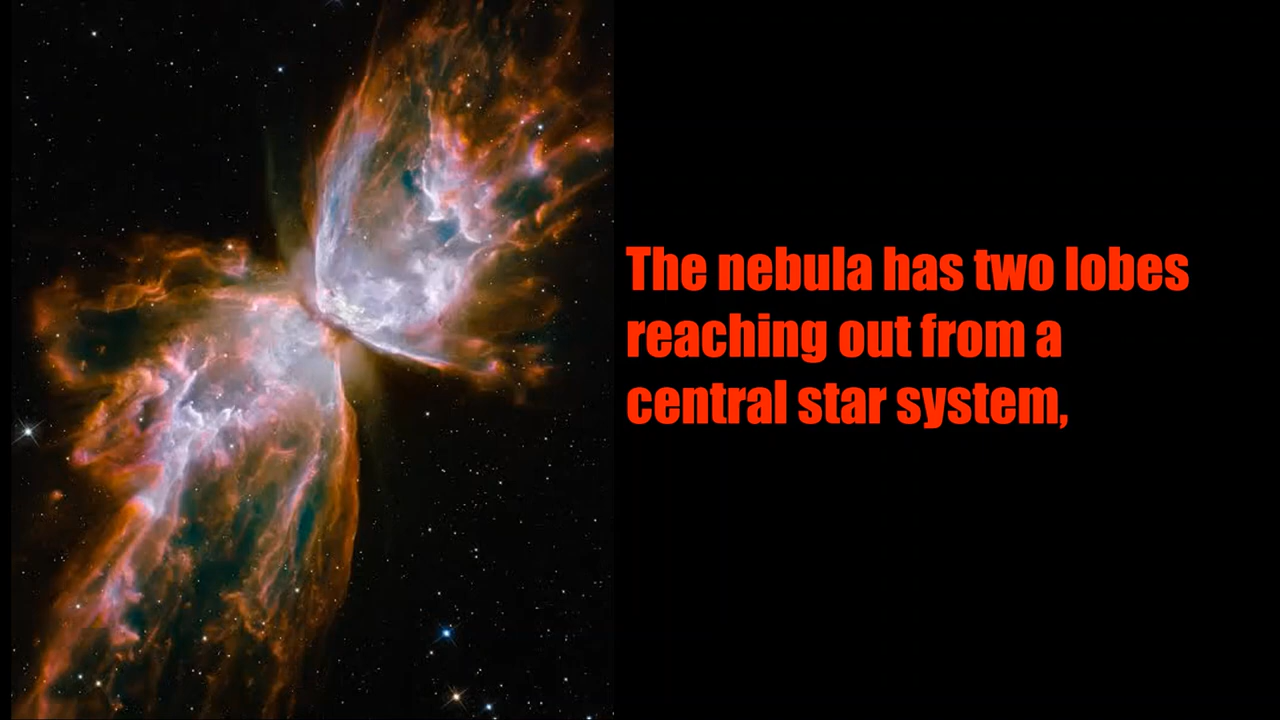 The nebula has two lobes
reaching out from a
central star system,